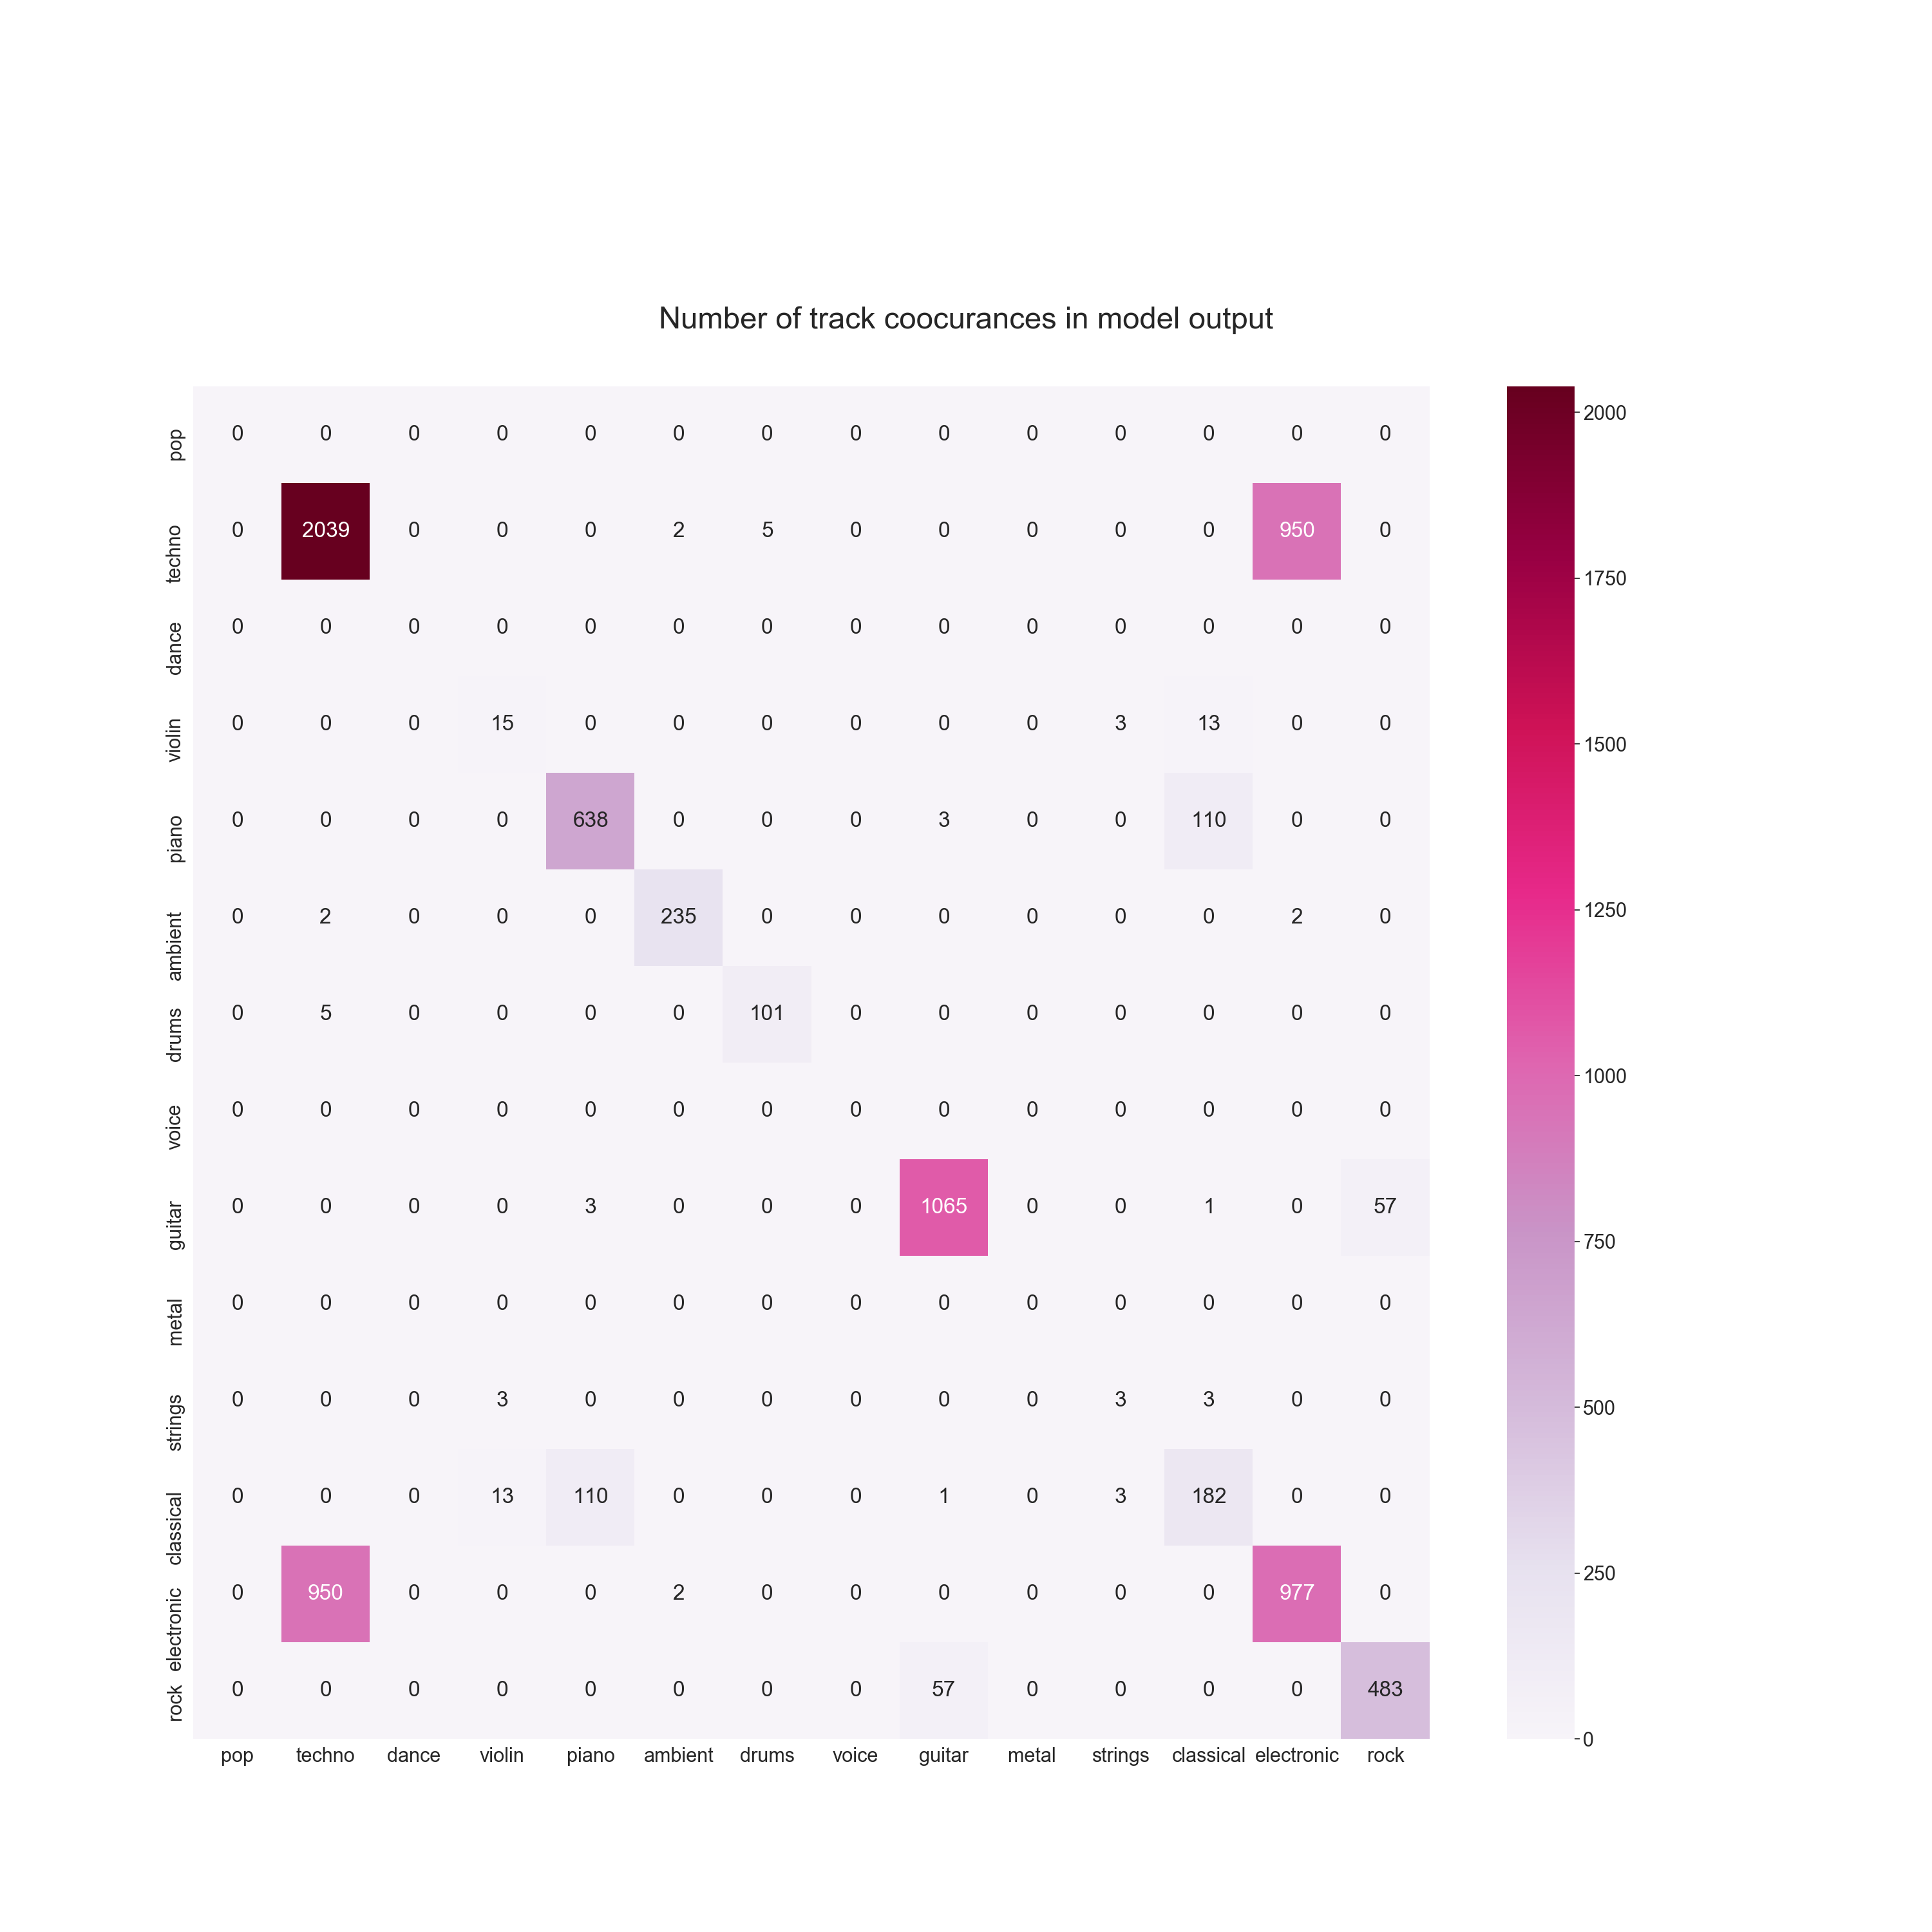 Number of track coocurances in model output
pop 0 0 0 0 0 0 0 0 0 0 0 0 0 0
techno 0 2039 0 0 0 2 5 0 0 0 0 0 950 0
dance 0 0 0 0 0 0 0 0 0 0 0 0 0 0
violin 0 0 0 15 0 0 0 0 0 0 3 13 0 0
piano 0 0 0 0 638 0 0 0 3 0 0 110 0 0
ambient 0 2 0 0 0 235 0 0 0 0 0 0 2 0
drums 0 5 0 0 0 0 101 0 0 0 0 0 0 0
voice 0 0 0 0 0 0 0 0 0 0 0 0 0 0
guitar 0 0 0 0 3 0 0 0 1065 0 0 1 0 57
metal 0 0 0 0 0 0 0 0 0 0 0 0 0 0
strings 0 0 0 3 0 0 0 0 0 0 3 3 0 0
classical 0 0 0 13 110 0 0 0 1 0 3 182 0 0
electronic 0 950 0 0 0 2 0 0 0 0 0 0 977 0
rock 0 0 0 0 0 0 0 0 57 0 0 0 0 483
pop techno dance violin piano ambient drums voice guitar metal strings classical electronic rock
2000
1750
1500
1250
1000
750
500
250
0